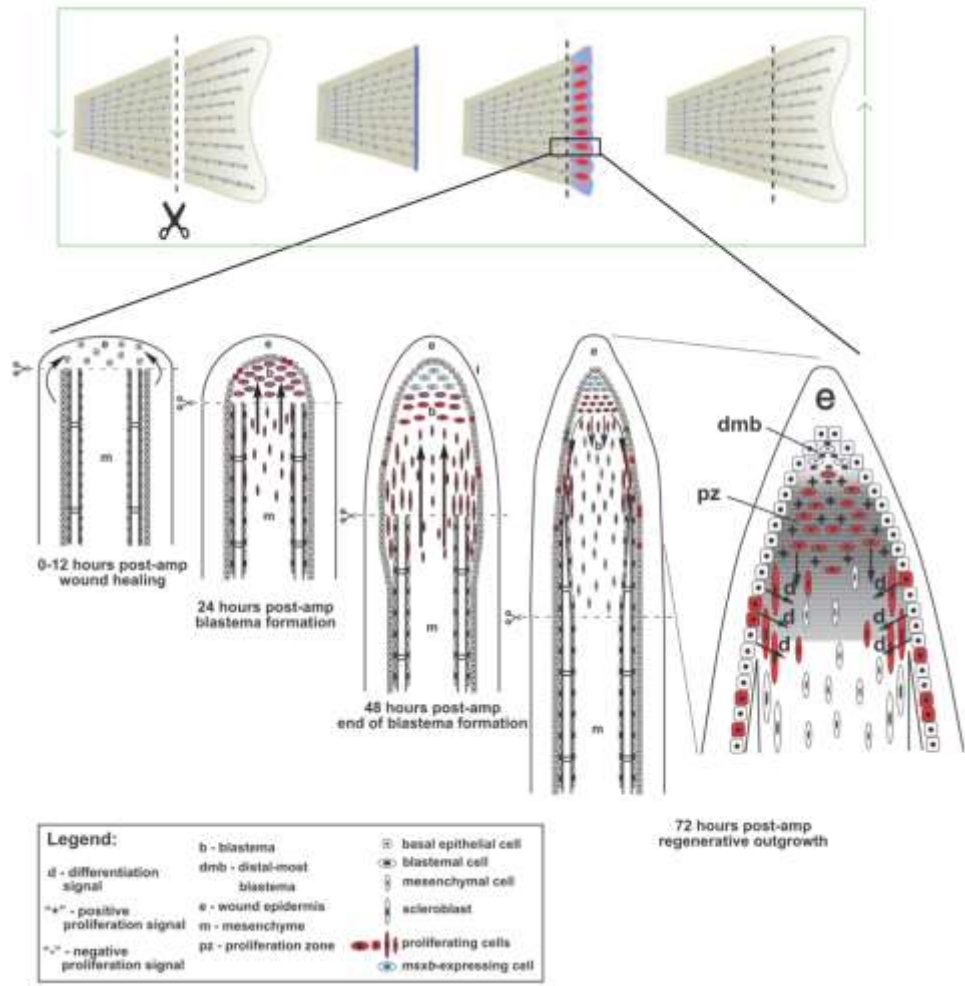 e
m
0-12 hours post-amp
wound healing
e
b
m
24 hours post-amp
blastema formation
e
b
m
48 hours post-amp
end of blastema formation
e
b
m
e
dmb
pz
d
d
d
d
d
d
72 hours post-amp
regenerative outgrowth
Legend:
d - differentiation
signal
"+" - positive
proliferation signal
"-" - negative
proliferation signal
b - blastema
dmb - distal-most
blastema
e - wound epidermis
m - mesenchyme
pz - proliferation zone
basal epithelial cell
blastemal cell
mesenchymal cell
scleroblast
proliferating cells
msxb-expressing cell